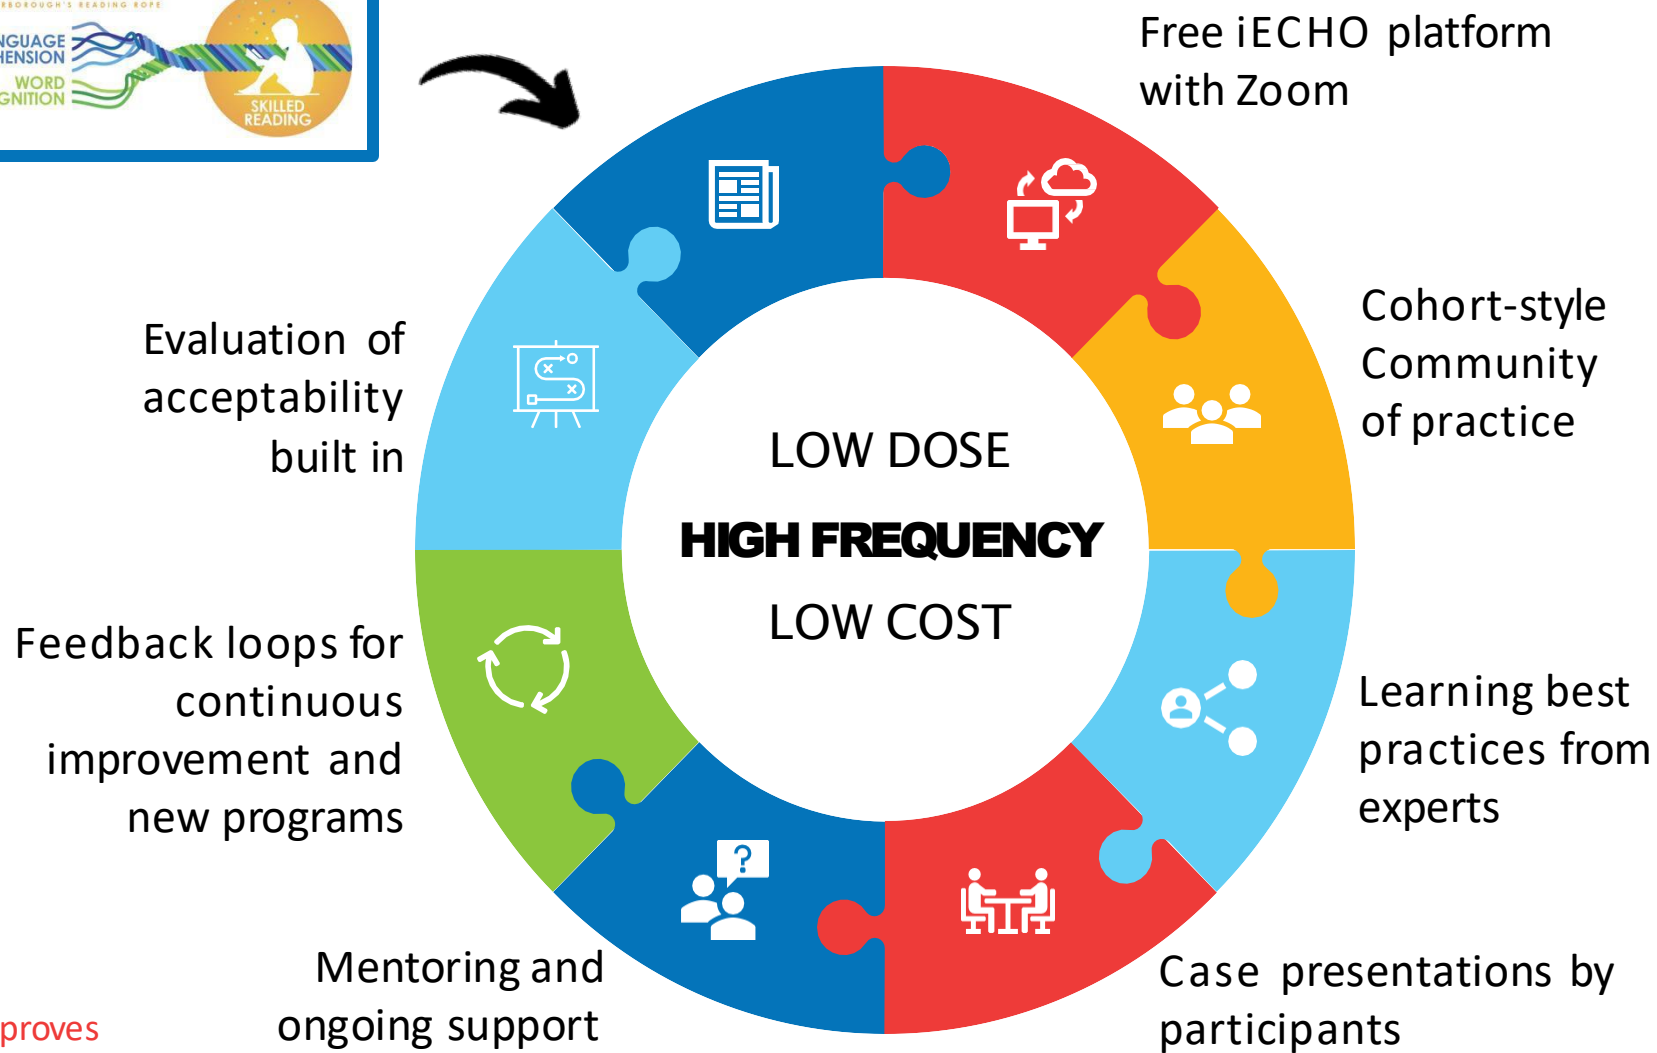 SKILLED
READING
WORD
Free iECHO platform
with Zoom
Cohort-style
Community
of practice
Learning best
practices from
experts
Case presentations by
participants
Mentoring and
ongoing support
Feedback loops for
continuous
improvement and
new programs
Evaluation of
acceptability
built in
LOW DOSE
HIGH FREQUENCY
LOW COST
?